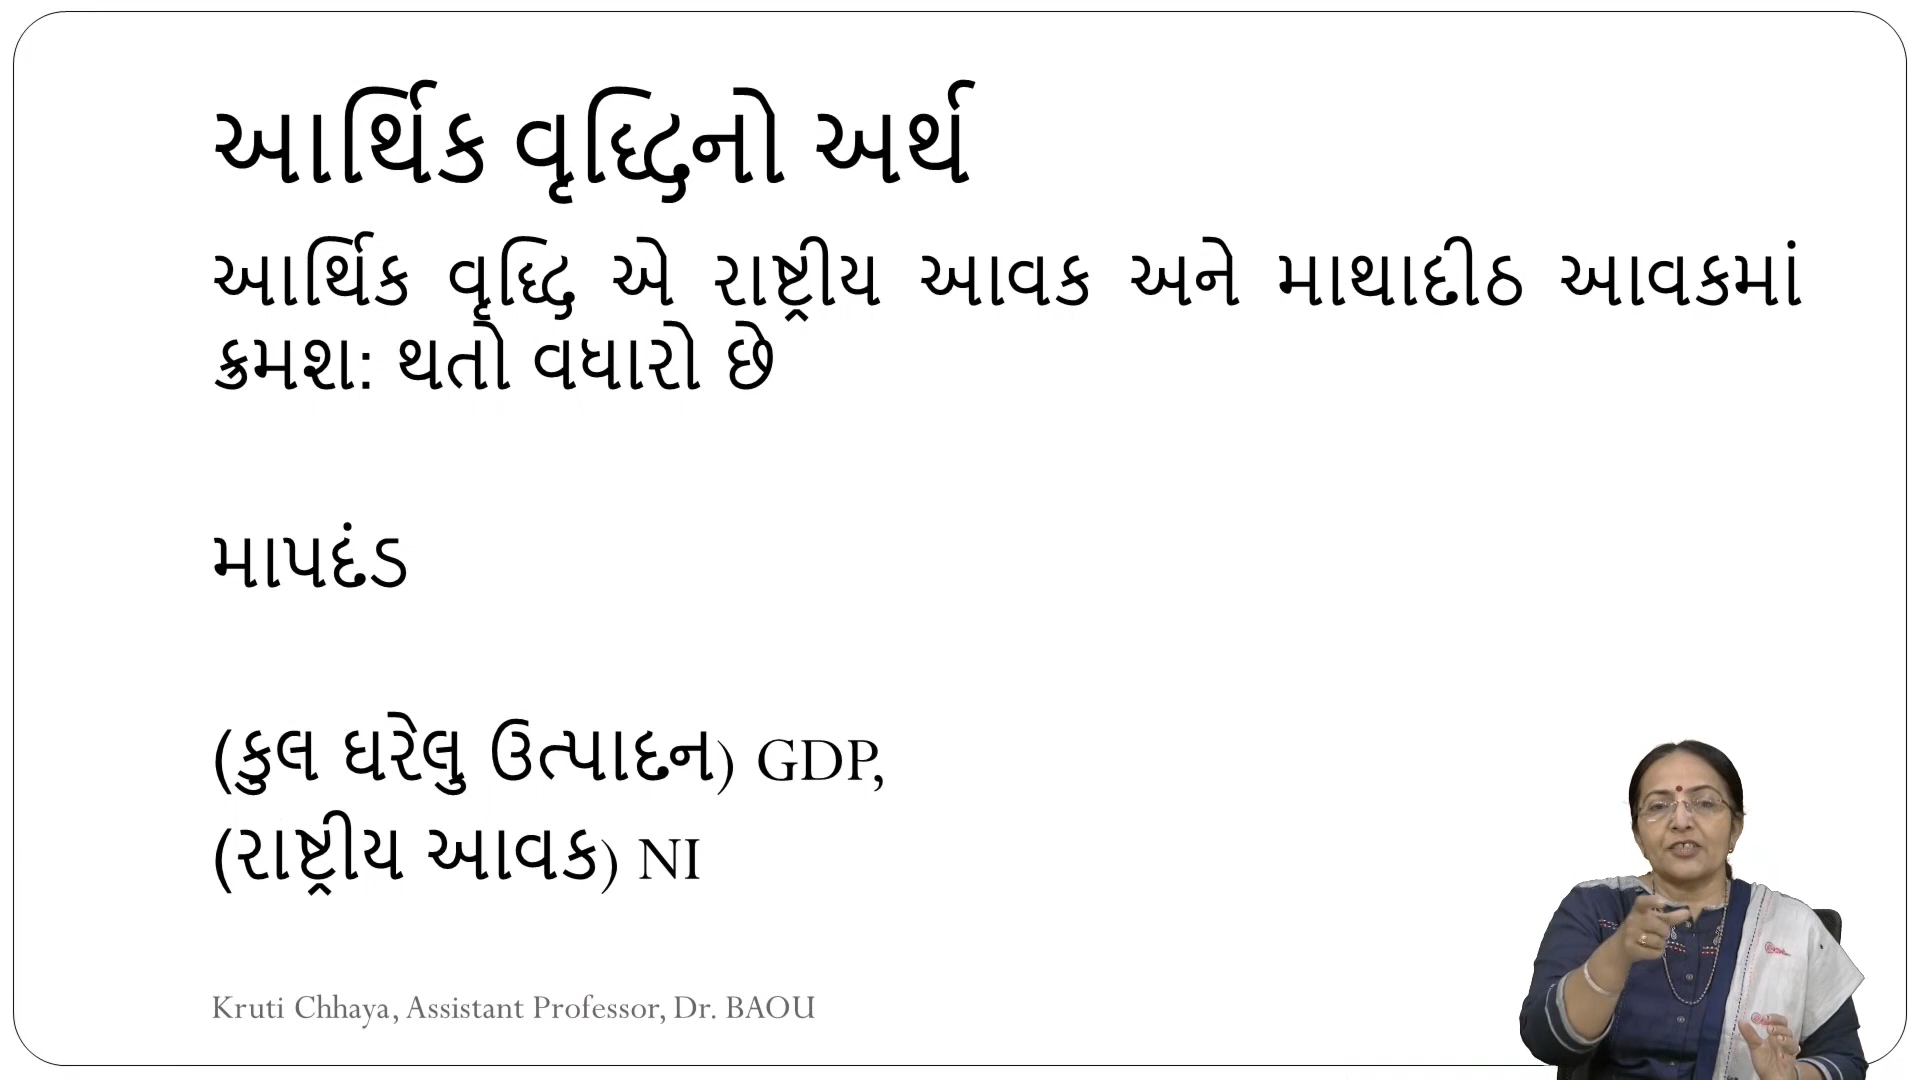 આર્થિક વૃધ્ધિનો અર્થ
આર્થિક વૃધ્ધિ એ રાષ્ટ્રીય આવક અને માથાદીઠ આવકમાં
ક્રમશ: થતો વધારો છે
માપદંડ
(કુલ ઘરેલુ ઉત્પાદન) GDP,
(રાષ્ટ્રીય આવક) NI
Kruti Chhaya, Assistant Professor, Dr. BAOU